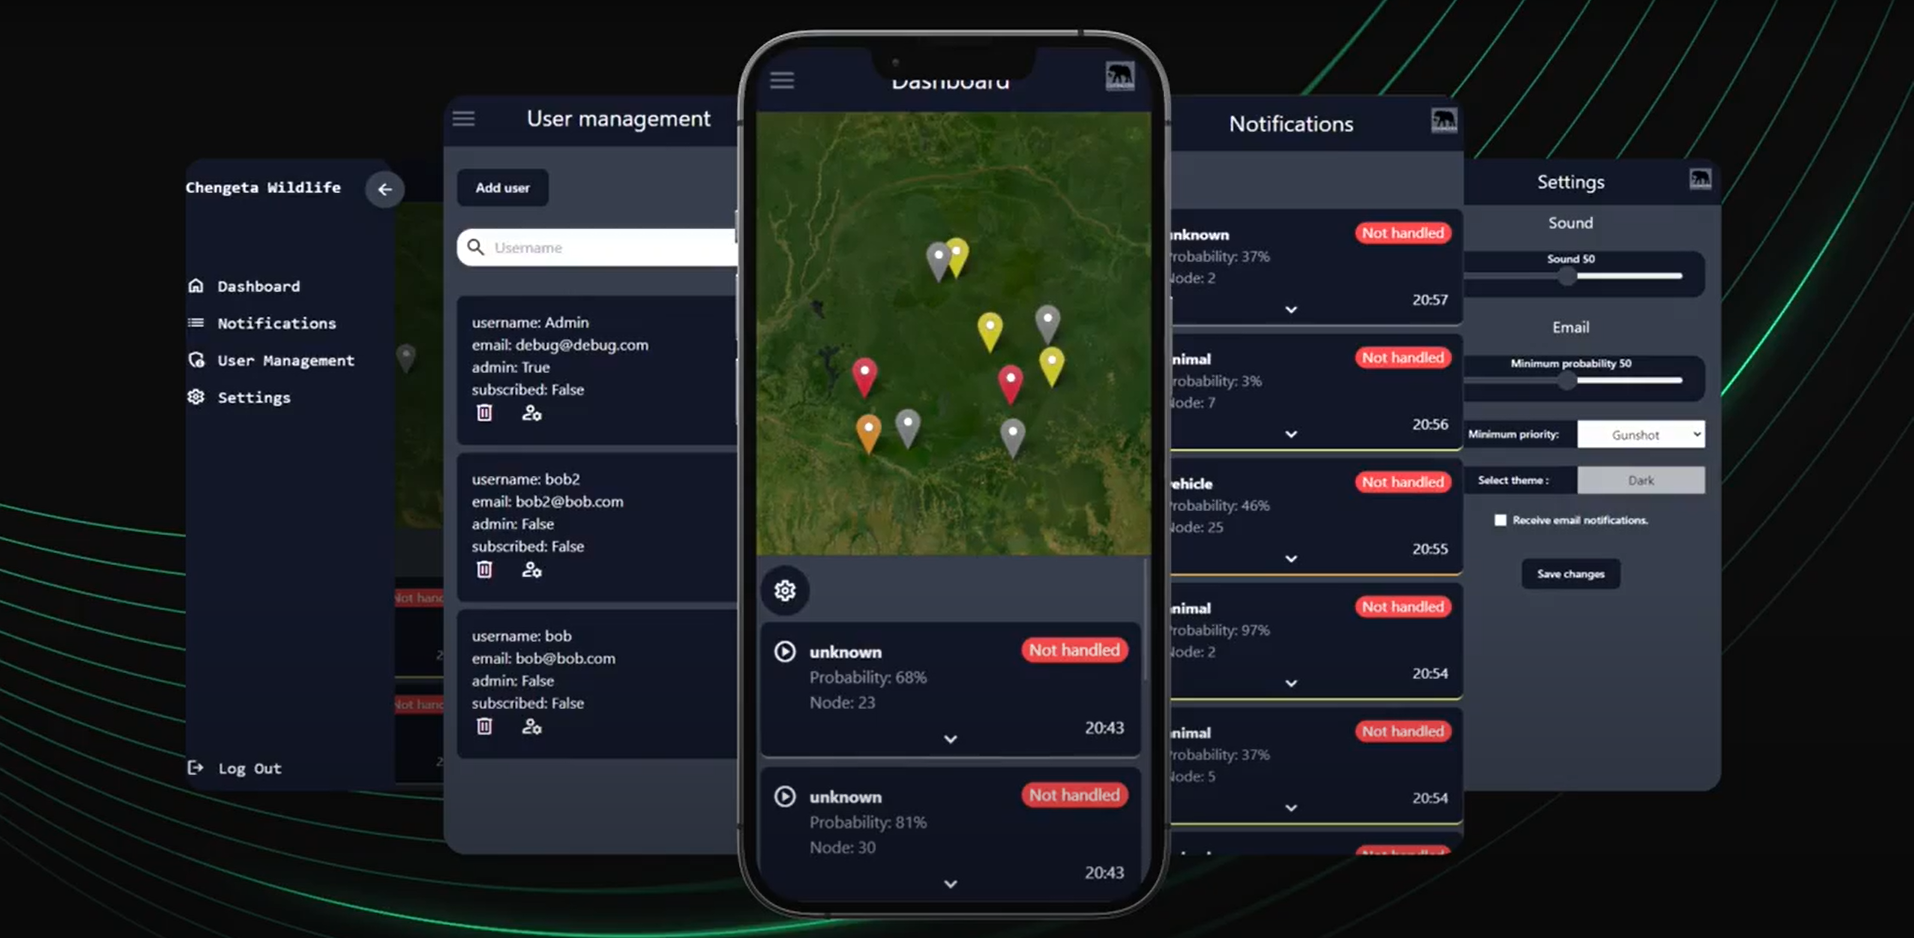 Chengeta Wildlife
Dashboard
Notifications
User Management
Settings
Log Out
User management
Add user
Username
username: Admin
email: debug@debug.com
admin: True
subscribed: False
username: bob2
email: bob2@bob.com
admin: False
subscribed: False
username: bob
email: bob@bob.com
admin: False
subscribed: False
Dashboard
unknown
Not handled
Probability: 68%
Node: 23
20:43
unknown
Not handled
Probability: 81%
Node: 30
20:43
Notifications
nknown
Not handled
robability: 37%
ode: 2
20:57
nimal
Not handled
robability: 3%
ode: 7
20:56
ehicle
Not handled
robability: 46%
ode: 25
20:55
nimal
Not handled
robability: 97%
ode: 2
20:54
nimal
Not handled
robability: 37%
ode: 5
20:54
Not handled
Settings
Sound
Sound 50
Email
Minimum probability 50
Minimum priority:
Gunshot
Select theme :
Dark
Receive email notifications.
Save changes